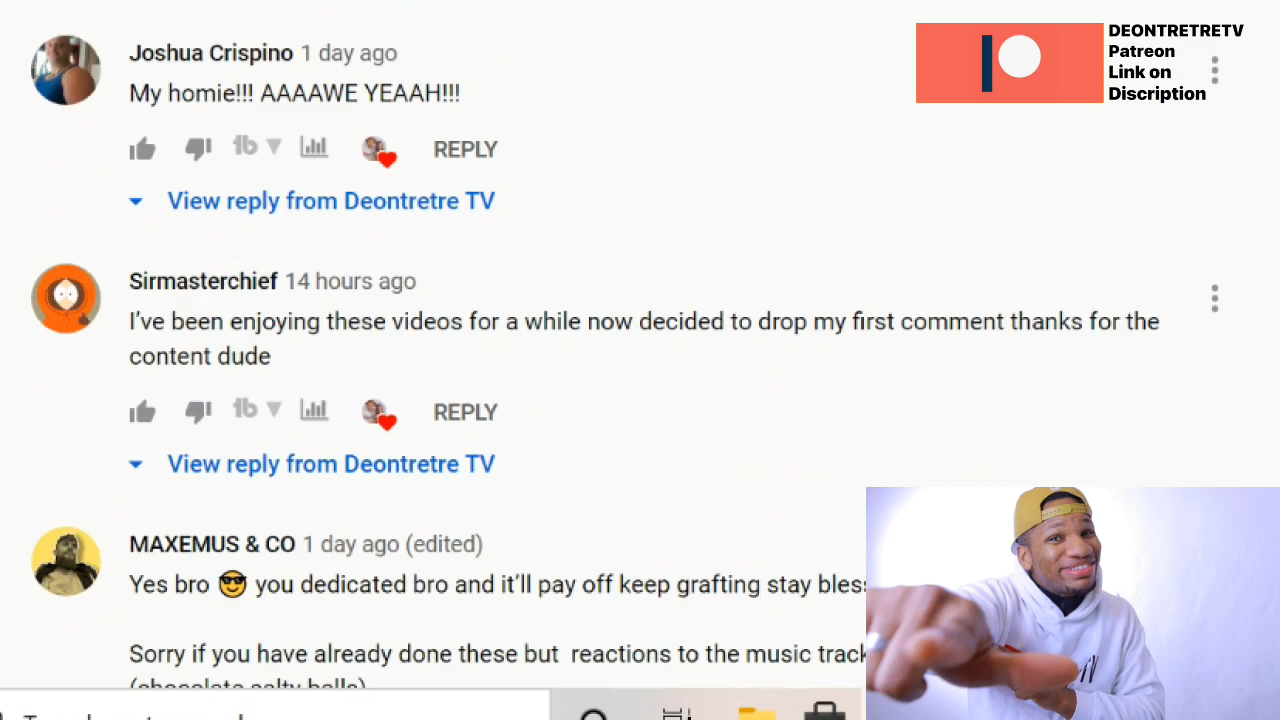 Joshua Crispino 1 day ago
My homie!!! AAAAWE YEAAH!!!
REPLY
View reply from Deontretre TV
DEONTRETRETV
Patreon
Link on
Discription
Sirmasterchief 14 hours ago
I've been enjoying these videos for a while now decided to drop my first comment thanks for the
content dude
REPLY
View reply from Deontretre TV
MAXEMUS & CO 1 day ago (edited)
Yes bro 😎 you dedicated bro and it'll pay off keep grafting stay
Sorry if you have already done these but reactions to the music
(chocolate salty balls)